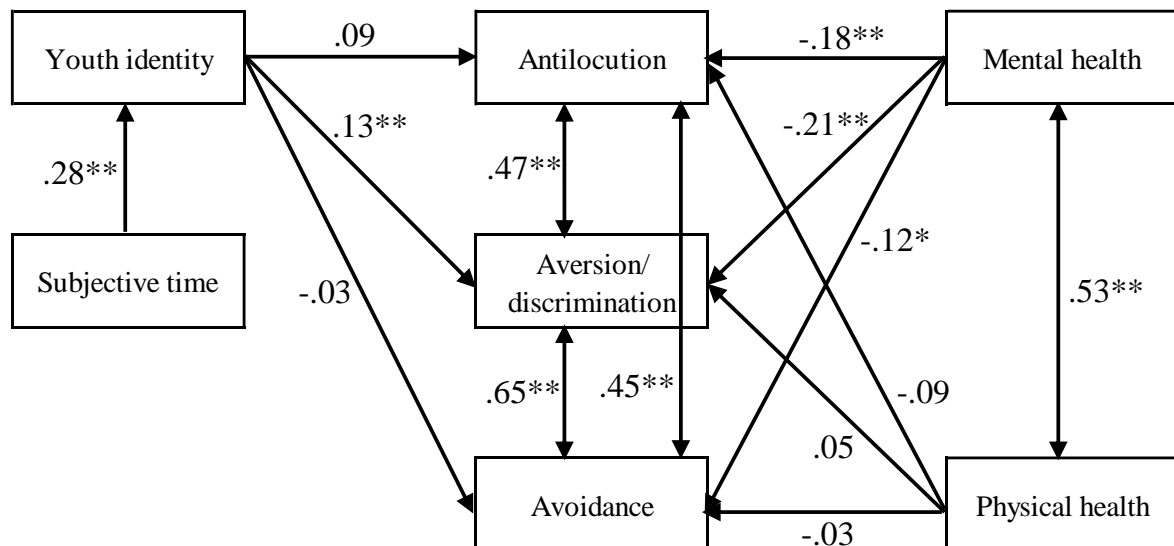 Youth identity
.09
Antilocution
-.18**
Mental health
.13**
-.21**
.28**
.47**
Subjective time
-.03
Aversion/
discrimination
-.12*
.53**
.65**
.45**
-.09
.05
Avoidance
-.03
Physical health